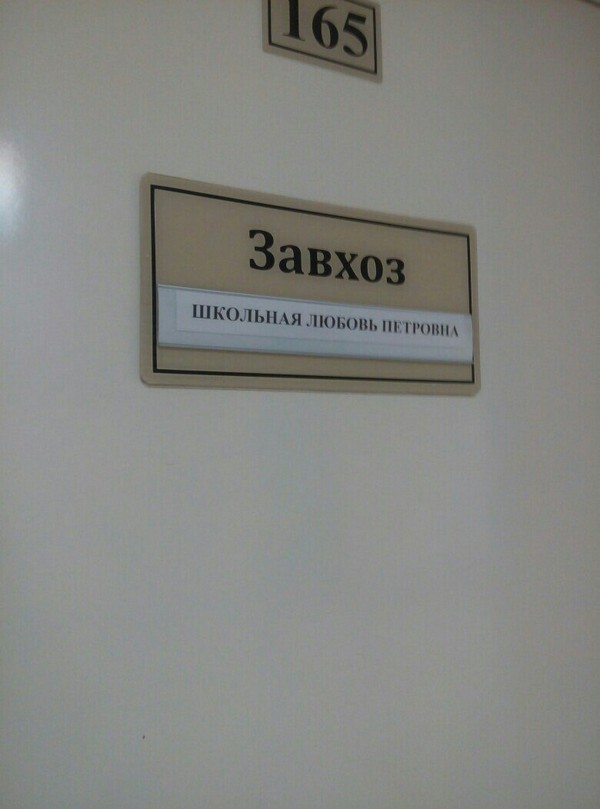 165
Завхоз
ШКОЛЬНАЯ ЛЮБОВЬ ПЕТРОВНА